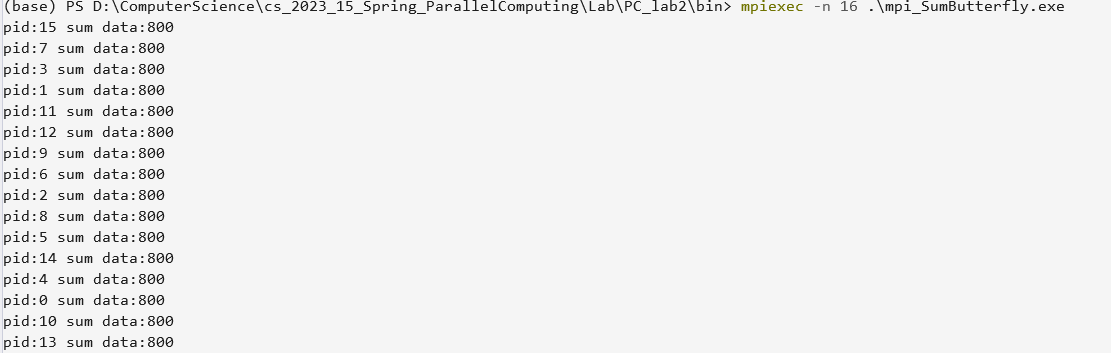 (base) PS D:\ComputerScience\cs_2023_15_Spring_ParallelComputing\Lab\PC_lab2\bin> mpiexec -n 16 .\mpi_SumButterfly.exe
pid:15 sum data:800
pid:7 sum data:800
pid:3 sum data:800
pid:1 sum data:800
pid:11 sum data:800
pid:12 sum data:800
pid:9 sum data:800
pid:6 sum data:800
pid:2 sum data:800
pid:8 sum data:800
pid:5 sum data:800
pid:14 sum data:800
pid:4 sum data:800
pid:0 sum data:800
pid:10 sum data:800
pid:13 sum data:800